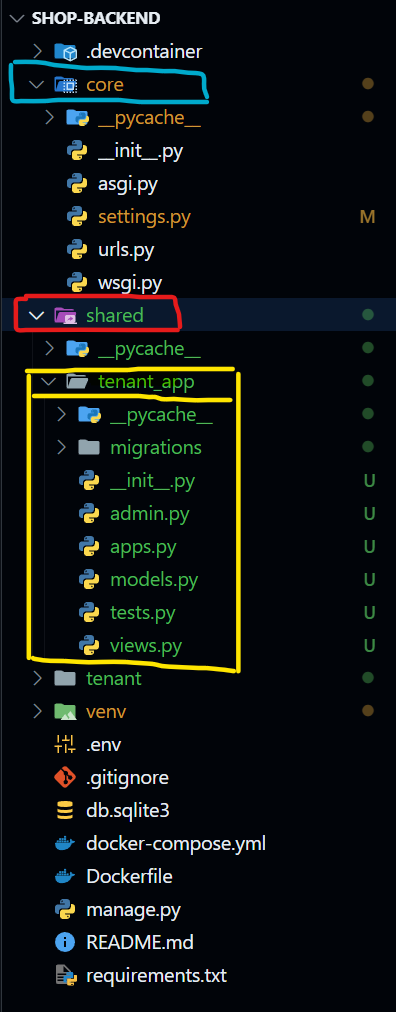 SHOP-BACKEND
.devcontainer
core
__pycache__
__init__.py
asgi.py
settings.py M
urls.py
wsgi.py
shared
__pycache__
tenant_app
__pycache__
migrations
__init__.py U
admin.py U
apps.py U
models.py U
tests.py U
views.py U
tenant
venv
.env
.gitignore
db.sqlite3
docker-compose.yml
Dockerfile
manage.py
README.md
requirements.txt